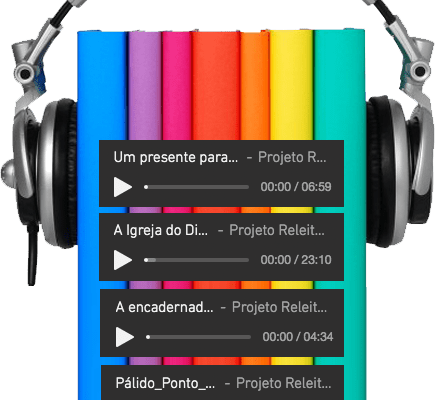 Um presente para... - Projeto R...
00:00 / 06:59
A Igreja do Di... - Projeto Releit...
00:00 / 23:10
A encadernad... - Projeto Releit...
00:00 / 04:34
Pálido_Ponto_... - Projeto Releit...